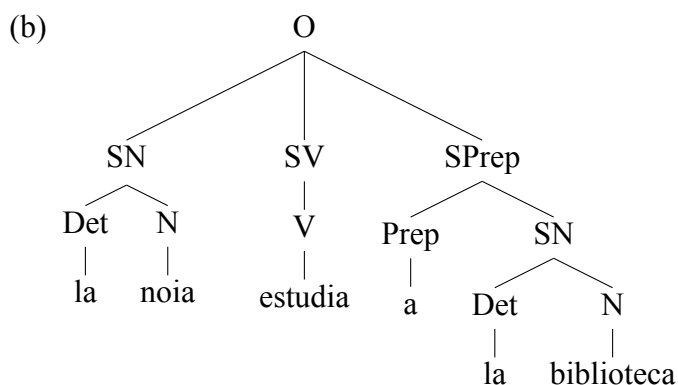 (b) O
SN SV SPrep
Det N V Prep SN
la noia estudia a Det N
la biblioteca